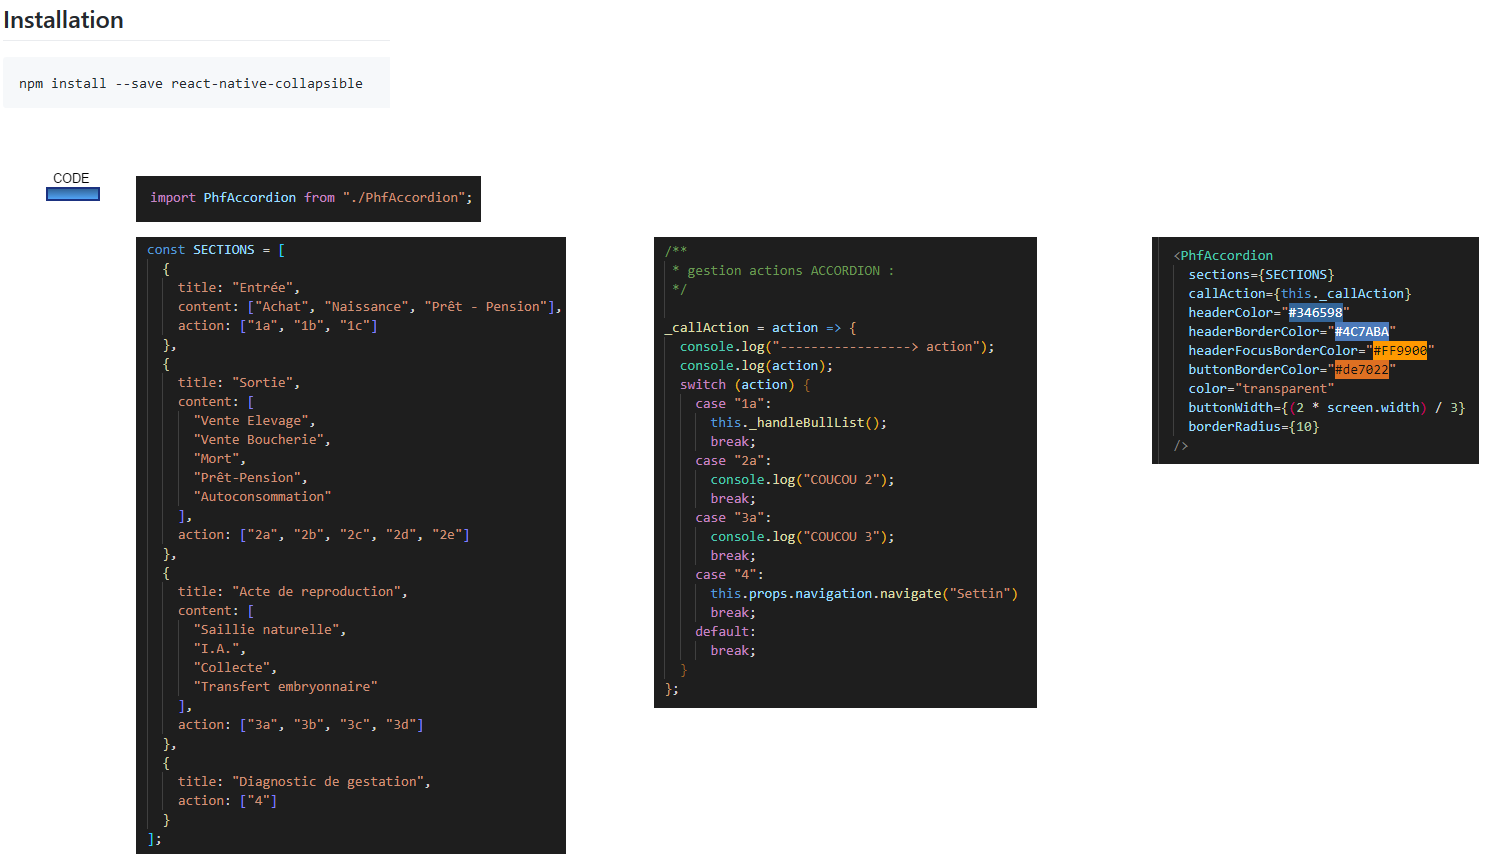 Installation
npm install --save react-native-collapsible
CODE
import PhfAccordion from "./PhfAccordion";
const SECTIONS = [
{
title: "Entrée",
content: ["Achat", "Naissance", "Prêt - Pension"],
action: ["1a", "1b", "1c"]
},
{
title: "Sortie",
content: [
"Vente Elevage",
"Vente Boucherie",
"Mort",
"Prêt-Pension",
"Autoconsommation"
],
action: ["2a", "2b", "2c", "2d", "2e"]
},
{
title: "Acte de reproduction",
content: [
"Saillie naturelle",
"I.A.",
"Collecte",
"Transfert embryonnaire"
],
action: ["3a", "3b", "3c", "3d"]
},
{
title: "Diagnostic de gestation",
action: ["4"]
}
];
/**
* gestion actions ACCORDION :
*/
_callAction = action => {
console.log("-----------------> action");
console.log(action);
switch (action) {
case "1a":
this._handleBullList();
break;
case "2a":
console.log("COUCOU 2");
break;
case "3a":
console.log("COUCOU 3");
break;
case "4":
this.props.navigation.navigate("Settin")
break;
default:
break;
}
};
<PhfAccordion
sections={SECTIONS}
callAction={this._callAction}
headerColor="#346598"
headerBorderColor="#4C7ABA"
headerFocusBorderColor="#FF9900"
buttonBorderColor="#de7022"
color="transparent"
buttonWidth={(2 * screen.width) / 3}
borderRadius={10}
/>